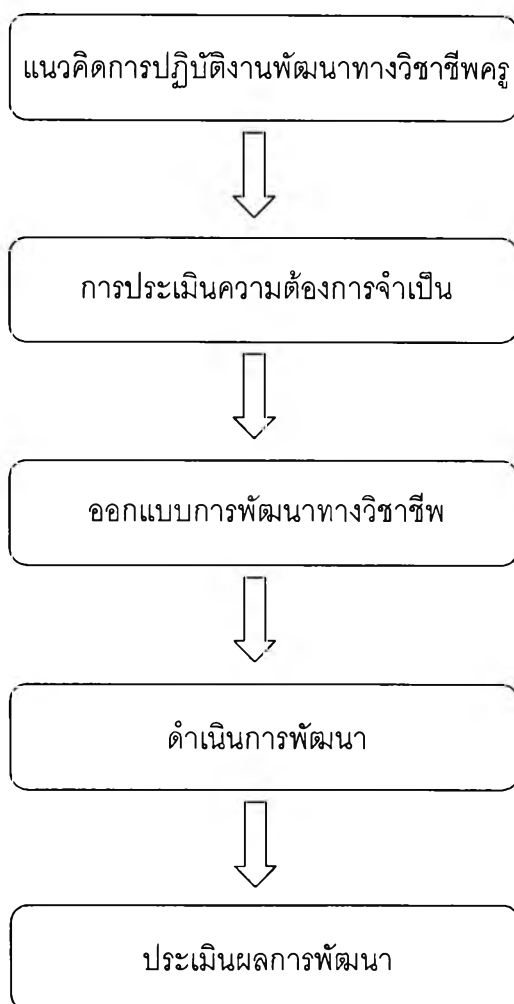 แนวคิดการปฏิบัติงานพัฒนาทางวิชาชีพครู
การประเมินความต้องการจำเป็น
ออกแบบการพัฒนาทางวิชาชีพ
ดำเนินการพัฒนา
ประเมินผลการพัฒนา